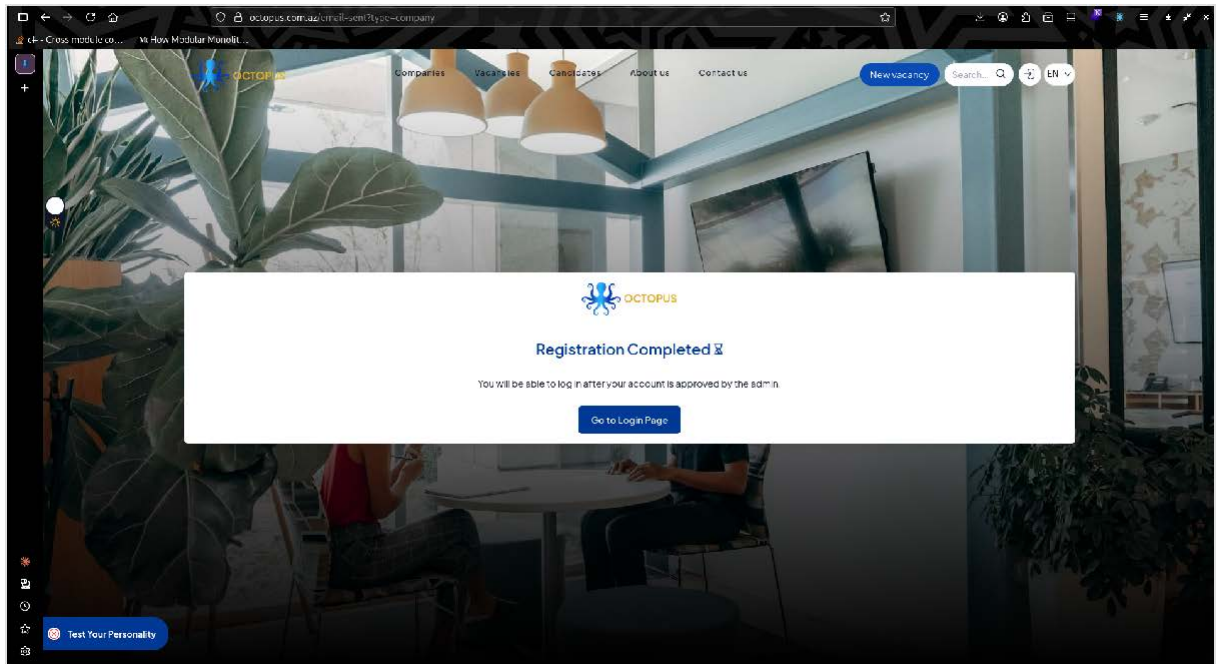 octopus.com.az/email-sent?type=company
Cross module co...
How Modular Monolit...
OCTOPUS
Companies
Vacancies
Candidates
About us
Contact us
New vacancy
Search...
EN
OCTOPUS
Registration Completed
You will be able to log in after your account is approved by the admin.
Go to Login Page
Test Your Personality